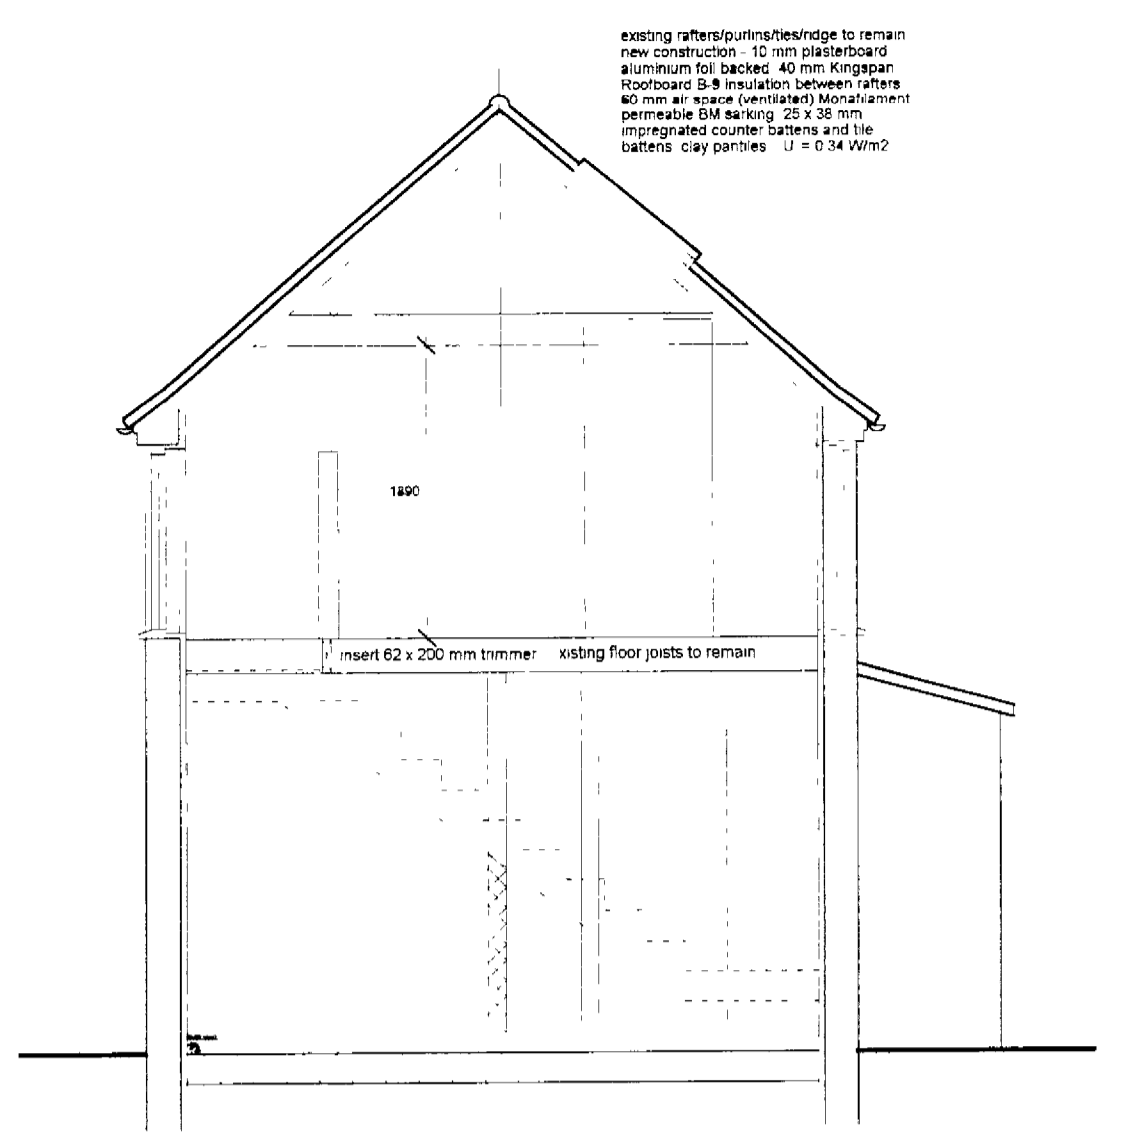 existing rafters/purlins/ties/ridge to remain
new construction - 10 mm plasterboard
aluminium foil backed 40 mm Kingspan
Roofboard B-9 insulation between rafters
60 mm air space (ventilated) Monafilament
permeable BM sarking 25 x 38 mm
impregnated counter battens and tile
battens clay pantiles U = 0 34 W/m2
1890
insert 62 x 200 mm trimmer xisting floor joists to remain